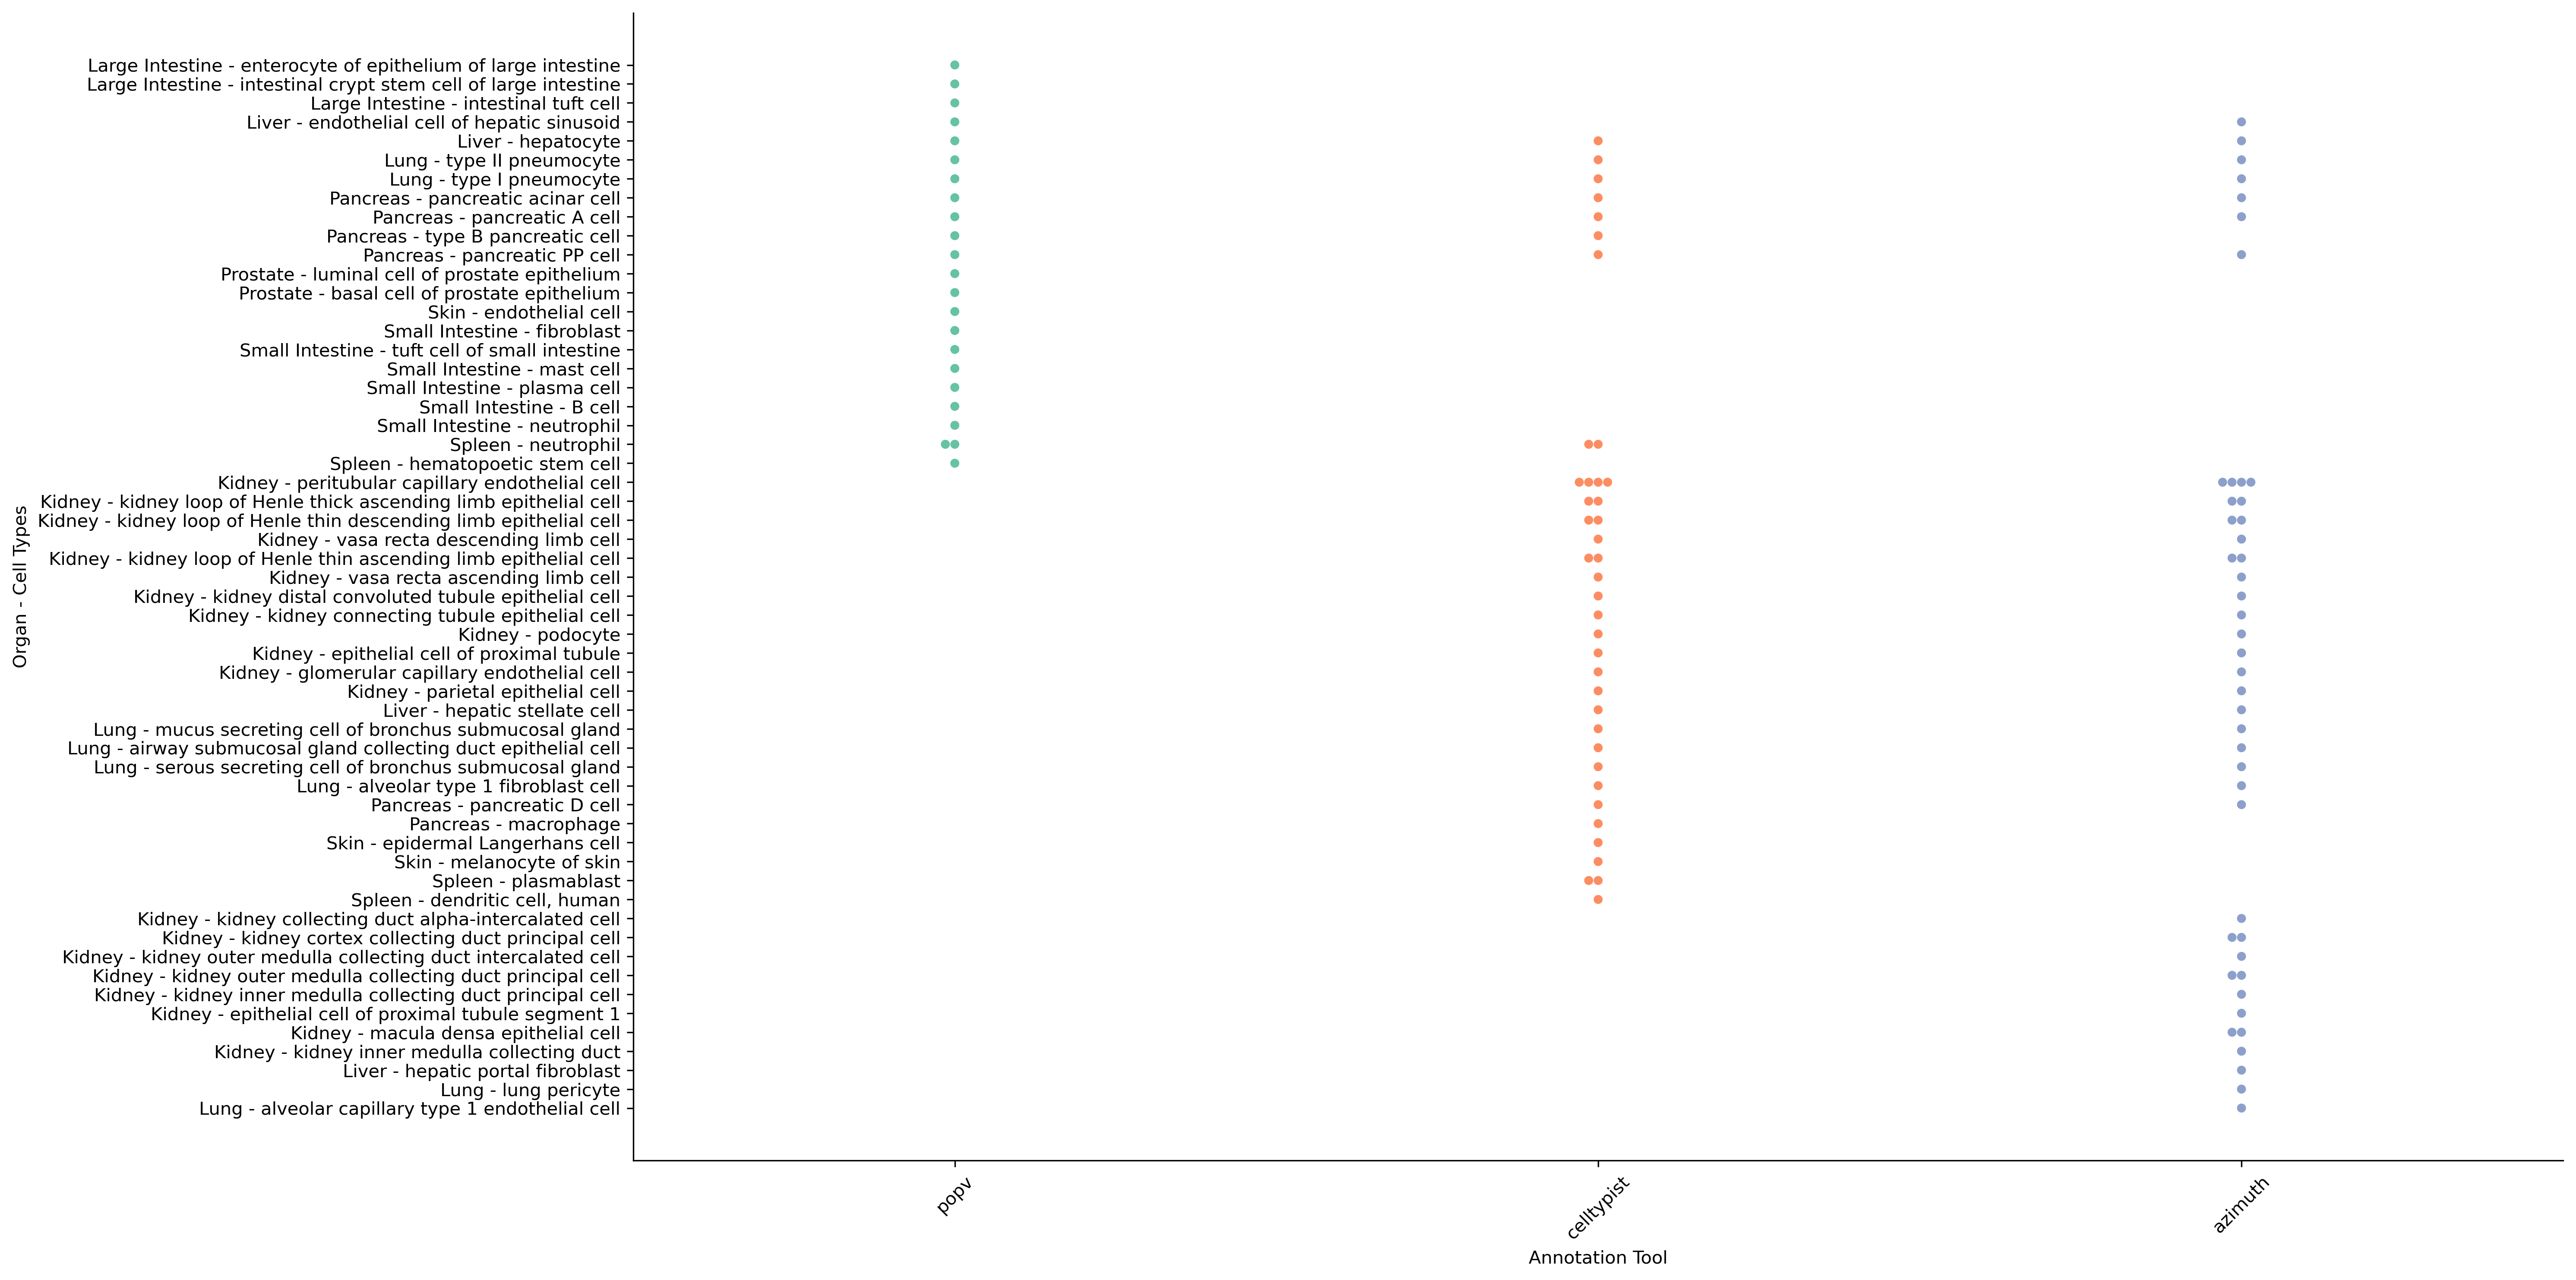 Large Intestine - enterocyte of epithelium of large intestine
Large Intestine - intestinal crypt stem cell of large intestine
Large Intestine - intestinal tuft cell
Liver - endothelial cell of hepatic sinusoid
Liver - hepatocyte
Lung - type II pneumocyte
Lung - type I pneumocyte
Pancreas - pancreatic acinar cell
Pancreas - pancreatic A cell
Pancreas - type B pancreatic cell
Pancreas - pancreatic PP cell
Prostate - luminal cell of prostate epithelium
Prostate - basal cell of prostate epithelium
Skin - endothelial cell
Small Intestine - fibroblast
Small Intestine - tuft cell of small intestine
Small Intestine - mast cell
Small Intestine - plasma cell
Small Intestine - B cell
Small Intestine - neutrophil
Spleen - neutrophil
Spleen - hematopoetic stem cell
Kidney - peritubular capillary endothelial cell
Kidney - kidney loop of Henle thick ascending limb epithelial cell
Kidney - kidney loop of Henle thin descending limb epithelial cell
Kidney - vasa recta descending limb cell
Kidney - kidney loop of Henle thin ascending limb epithelial cell
Kidney - vasa recta ascending limb cell
Kidney - kidney distal convoluted tubule epithelial cell
Kidney - kidney connecting tubule epithelial cell
Kidney - podocyte
Kidney - epithelial cell of proximal tubule
Kidney - glomerular capillary endothelial cell
Kidney - parietal epithelial cell
Liver - hepatic stellate cell
Lung - mucus secreting cell of bronchus submucosal gland
Lung - airway submucosal gland collecting duct epithelial cell
Lung - serous secreting cell of bronchus submucosal gland
Lung - alveolar type 1 fibroblast cell
Pancreas - pancreatic D cell
Pancreas - macrophage
Skin - epidermal Langerhans cell
Skin - melanocyte of skin
Spleen - plasmablast
Spleen - dendritic cell, human
Kidney - kidney collecting duct alpha-intercalated cell
Kidney - kidney cortex collecting duct principal cell
Kidney - kidney outer medulla collecting duct intercalated cell
Kidney - kidney outer medulla collecting duct principal cell
Kidney - kidney inner medulla collecting duct principal cell
Kidney - epithelial cell of proximal tubule segment 1
Kidney - macula densa epithelial cell
Kidney - kidney inner medulla collecting duct
Liver - hepatic portal fibroblast
Lung - lung pericyte
Lung - alveolar capillary type 1 endothelial cell
Organ - Cell Types
popv
celltypist
azimuth
Annotation Tool